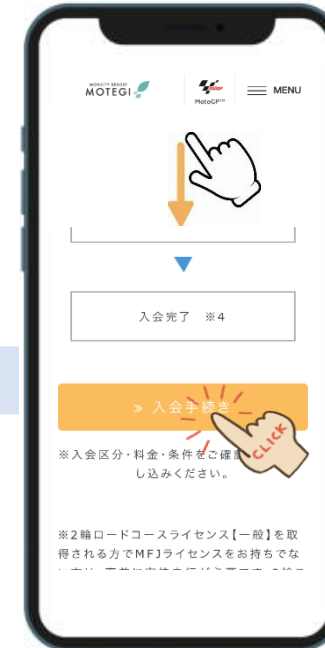 MOBILITY RESORT
MOTEGI
MotoGP™
MENU
入会完了 ※4
» 入会手続き
CLICK
※入会区分・料金・条件をご確
し込みください。
※2輪ロードコースライセンス【一般】を取
得される方でMFJライセンスをお持ちでな